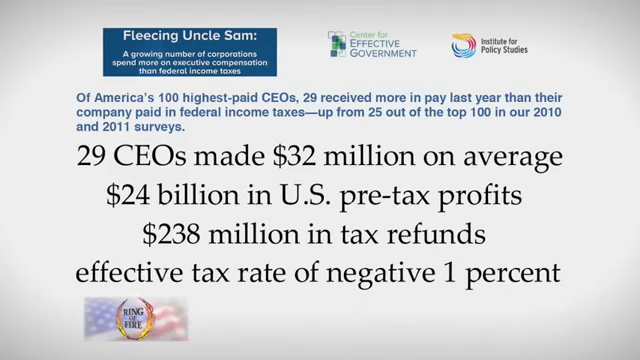 Fleecing Uncle Sam:
A growing number of corporations
spend more on executive compensation
than federal income taxes
Center for
EFFECTIVE
GOVERNMENT
Institute for
Policy Studies
Of America's 100 highest-paid CEOs, 29 received more in pay last year than their
company paid in federal income taxes—up from 25 out of the top 100 in our 2010
and 2011 surveys.
29 CEOs made $32 million on average
$24 billion in U.S. pre-tax profits
$238 million in tax refunds
effective tax rate of negative 1 percent
RING
OF
FIRE